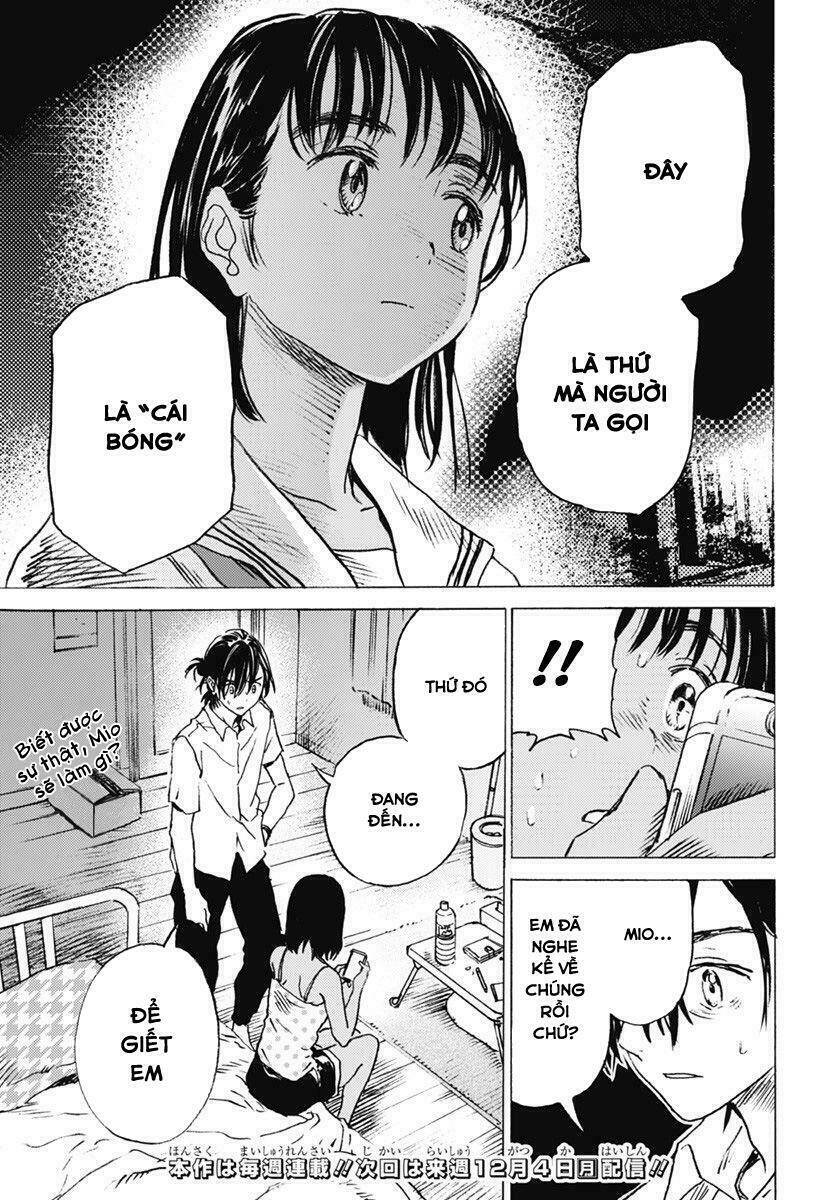 ĐÂY
LÀ THỨ
MÀ NGƯỜI
TA GỌI
LÀ “CÁI
BÓNG”
!!
MIO...
EM ĐÃ
NGHE
KỂ VỀ
CHÚNG
RỒI
CHỨ?
THỨ ĐÓ
ĐANG
ĐẾN...
ĐỂ
GIẾT
EM
Biết được
sự thật, Mio
sẽ làm gì?
ほんさく まいしゅうれんさい じかい らいしゅう がつ か はいしん
本作は毎週連載!!次回は来週12月4日月配信!!